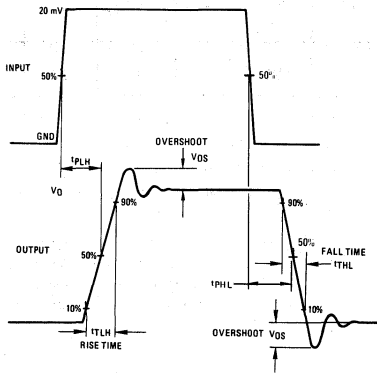 20 mV
INPUT
50%
50%
GND
tPLH
OVERSHOOT
VOS
VO
90%
90%
OUTPUT
50%
50%
FALL TIME
tTHL
tPHL
10%
10%
tTLH
RISE TIME
OVERSHOOT VOS